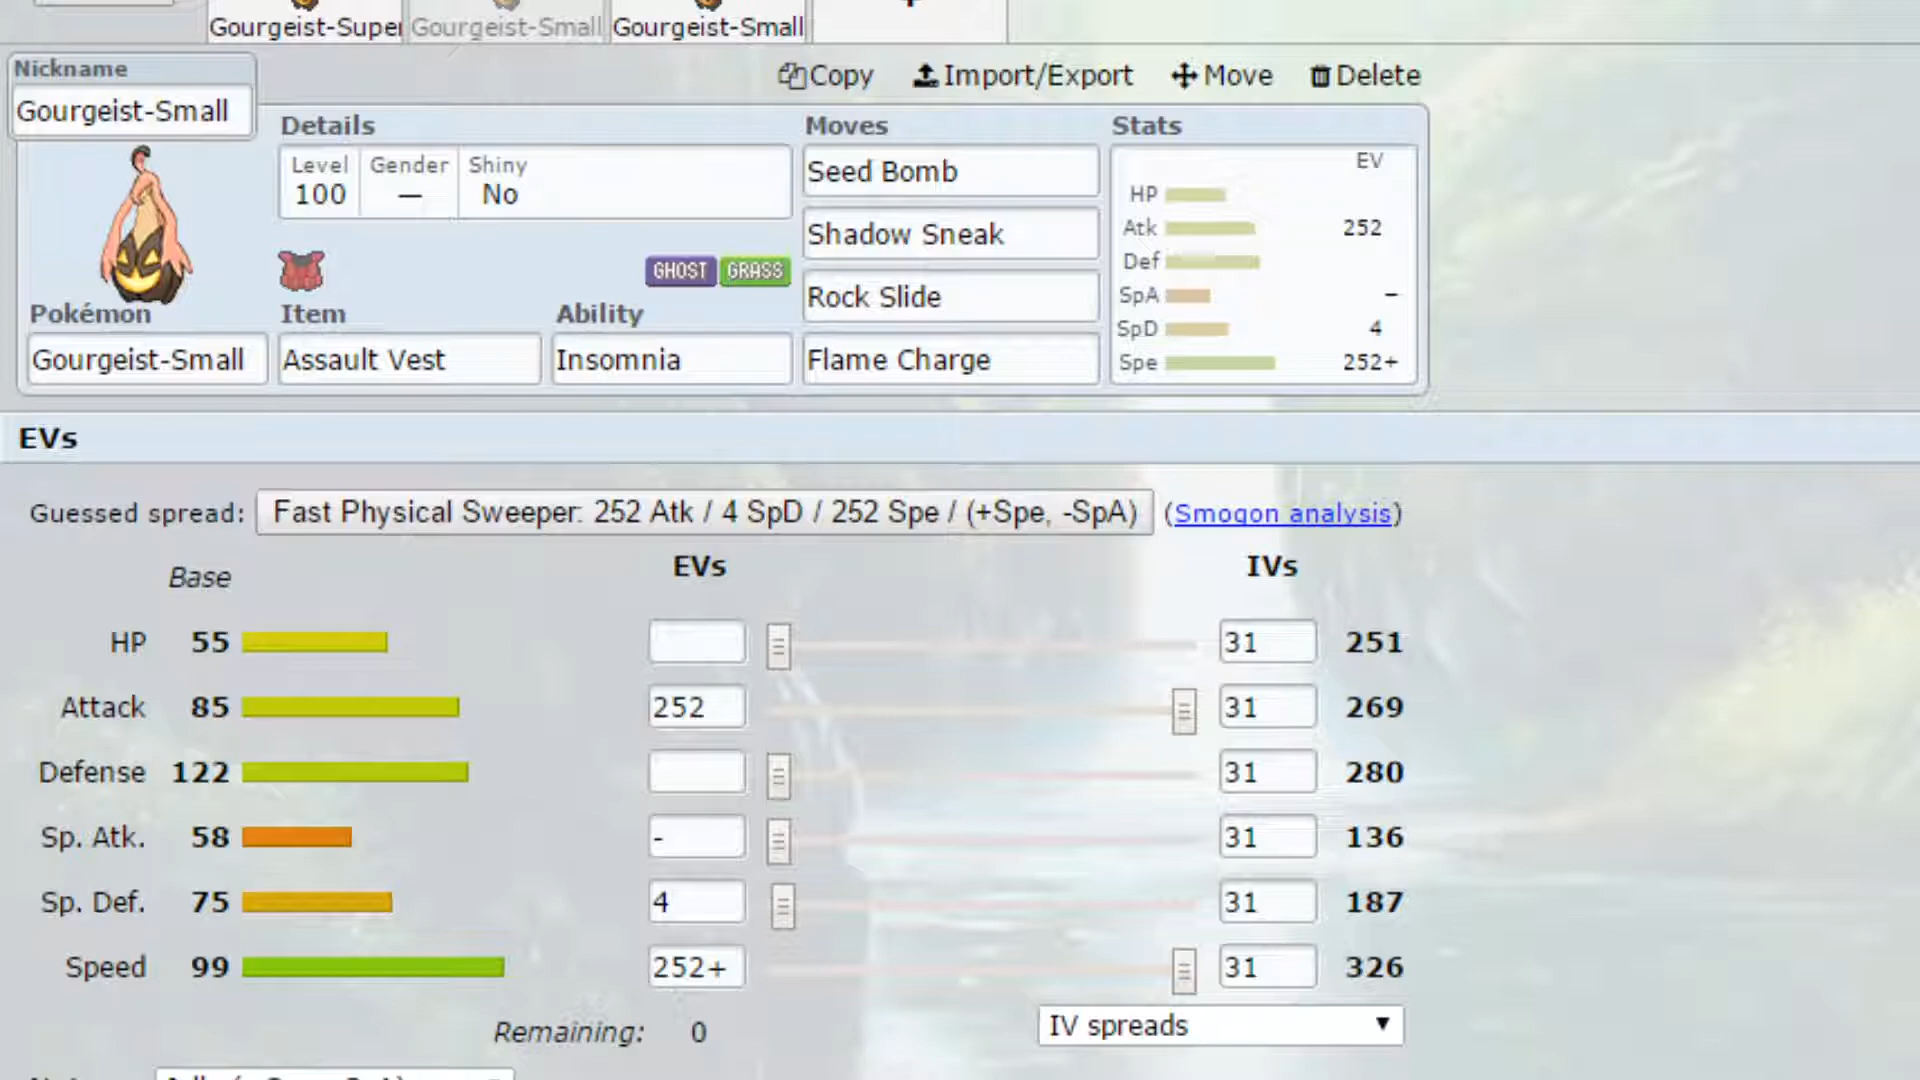 Gourgeist-Super Gourgeist-Small Gourgeist-Small
Nickname
Gourgeist-Small
Copy Import/Export Move Delete
Details Moves Stats
Level Gender Shiny
100 — No
Seed Bomb
EV
HP
Atk 252
Shadow Sneak
Def
GHOST GRASS
SpA –
Rock Slide
Pokémon Item Ability
SpD 4
Gourgeist-Small Assault Vest Insomnia Flame Charge
Spe 252+
EVs
Guessed spread: Fast Physical Sweeper: 252 Atk / 4 SpD / 252 Spe / (+Spe, -SpA) (Smogon analysis)
Base EVs IVs
HP 55 31 251
Attack 85 252 31 269
Defense 122 31 280
Sp. Atk. 58 - 31 136
Sp. Def. 75 4 31 187
Speed 99 252+ 31 326
Remaining: 0
IV spreads